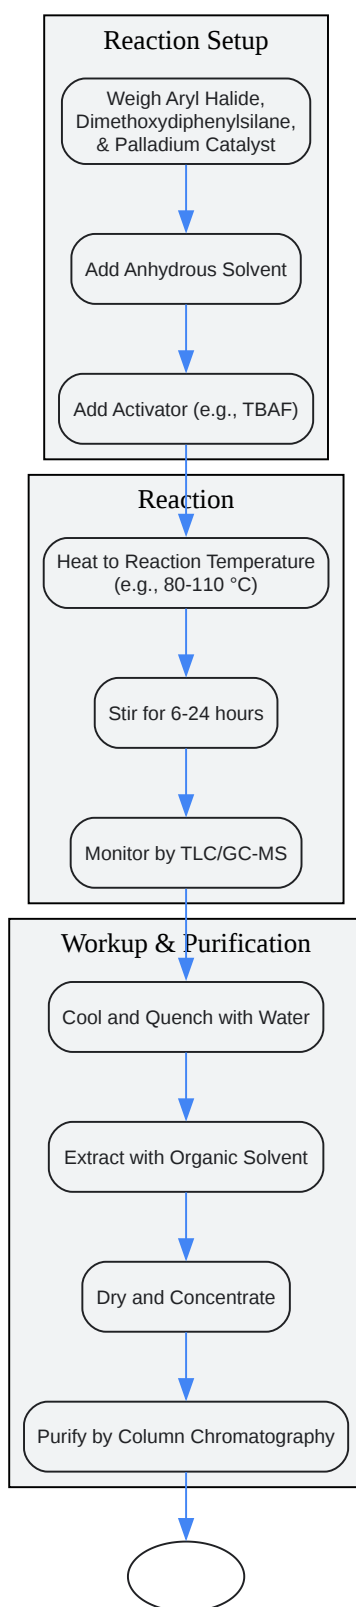 Reaction Setup
Weigh Aryl Halide,
Dimethoxydiphenylsilane,
& Palladium Catalyst
Add Anhydrous Solvent
Add Activator (e.g., TBAF)
Reaction
Heat to Reaction Temperature
(e.g., 80-110 °C)
Stir for 6-24 hours
Monitor by TLC/GC-MS
Workup & Purification
Cool and Quench with Water
Extract with Organic Solvent
Dry and Concentrate
Purify by Column Chromatography